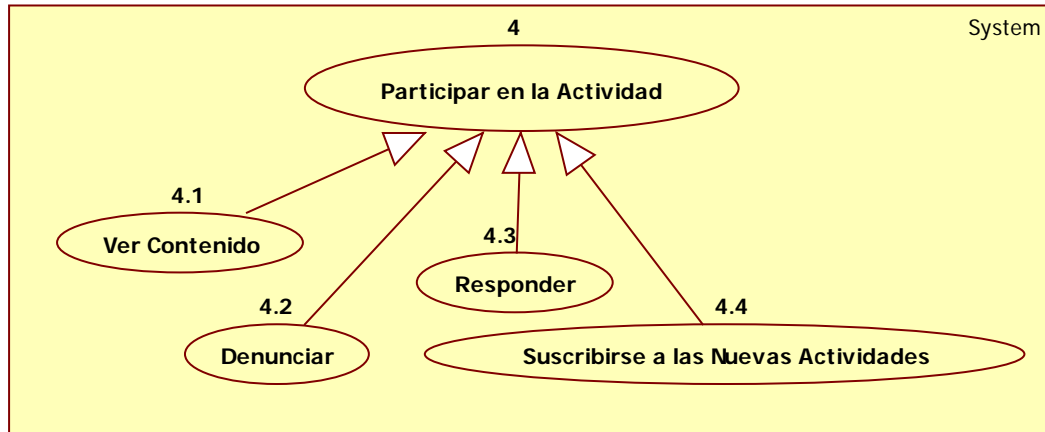 System
4
Participar en la Actividad
4.1
Ver Contenido
4.2
Denunciar
4.3
Responder
4.4
Suscribirse a las Nuevas Actividades